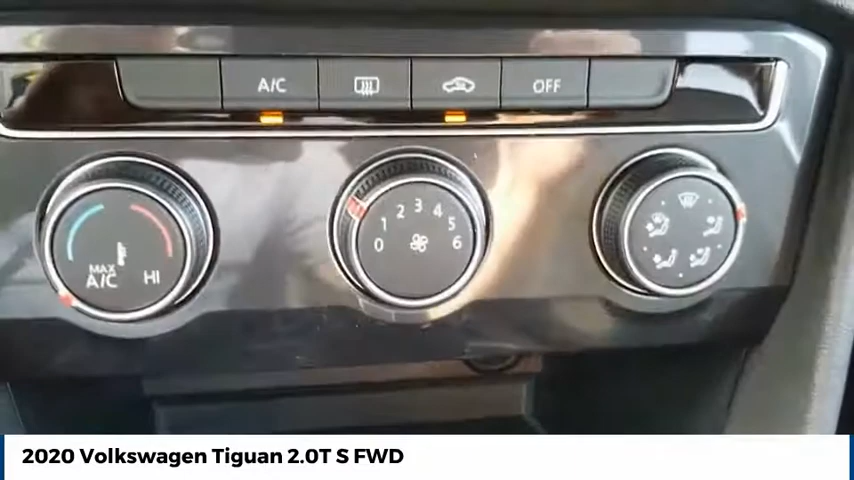 A/C OFF
0 1 2 3 4 5 6
MAX
A/C HI
2020 Volkswagen Tiguan 2.0T S FWD